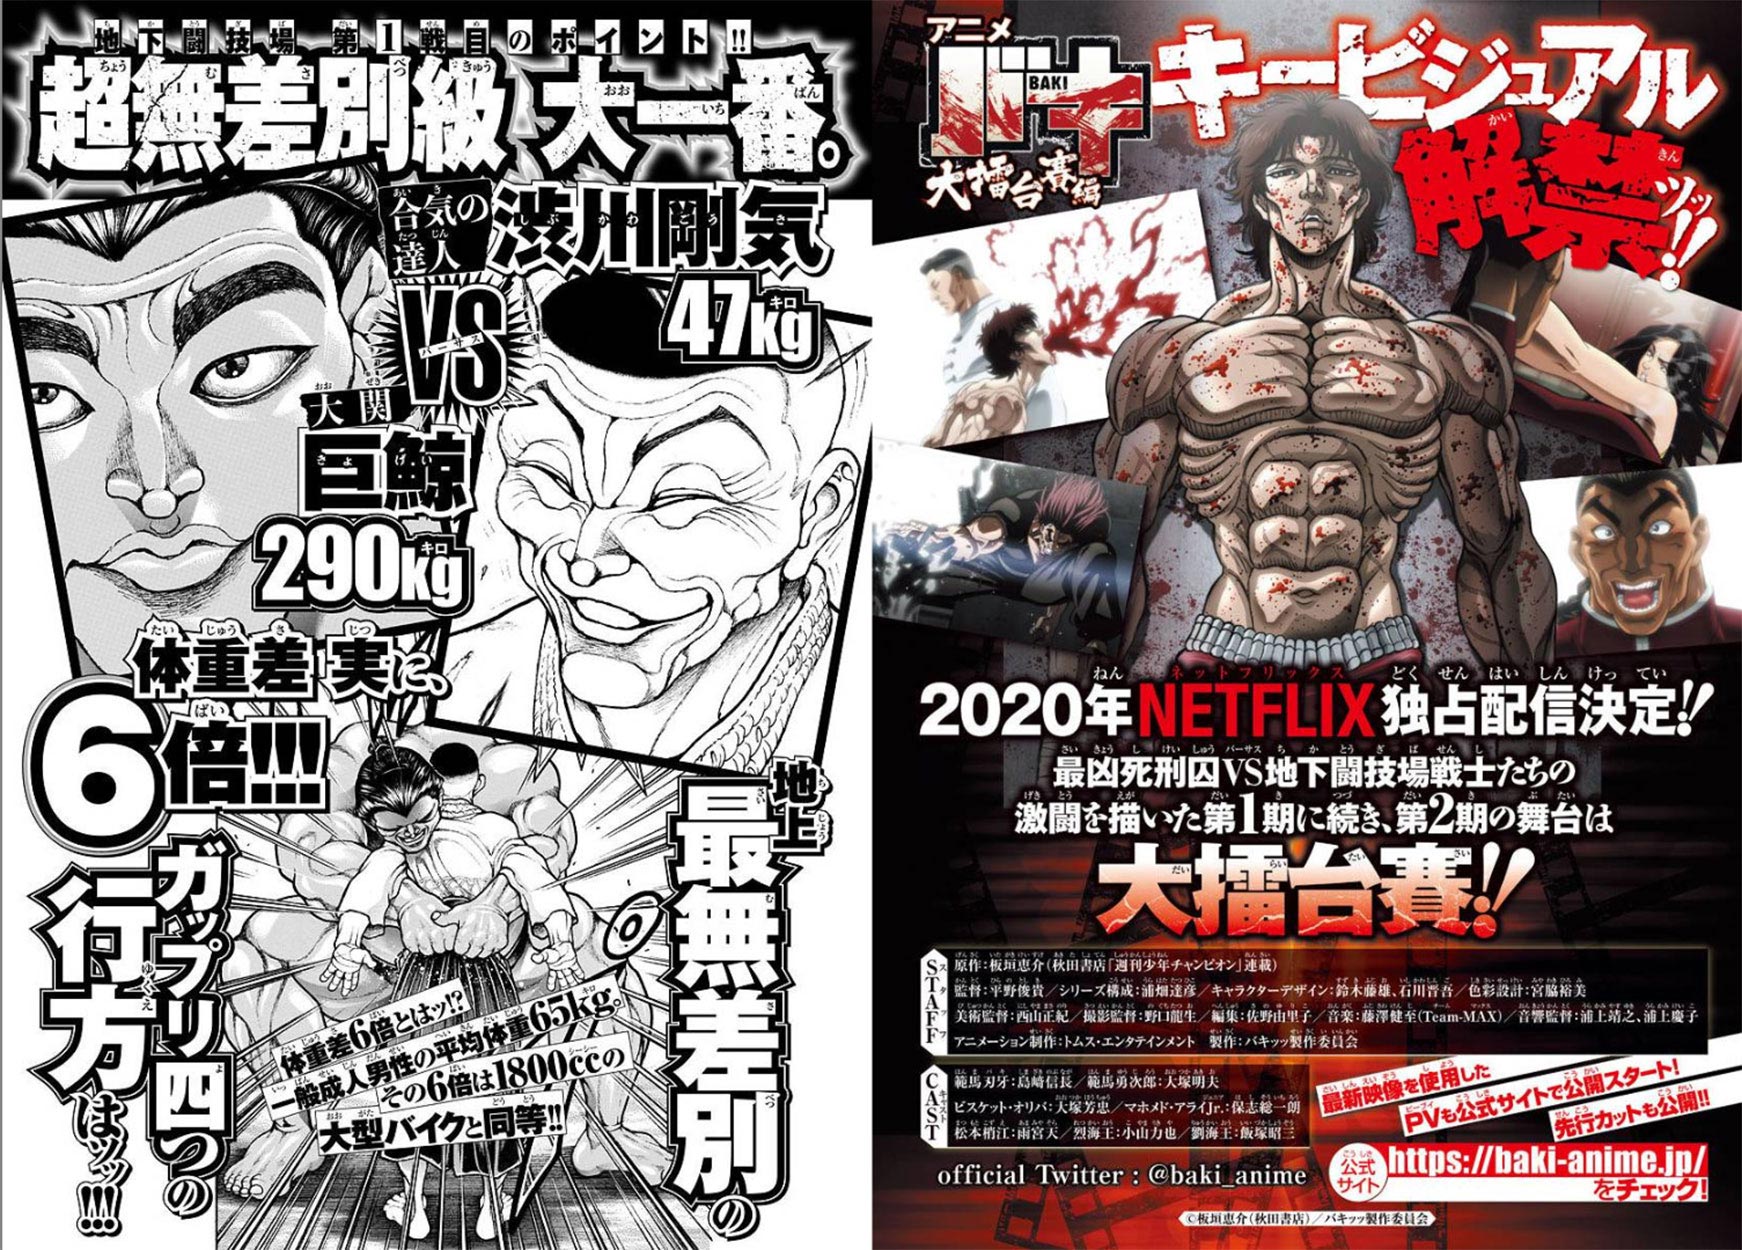 地下闘技場 第1戦目のポイント!!
超無差別級 大一番。
合気の達人
渋川剛気
47kg
VS
大関
巨鯨
290kg
体重差 実に、
6倍!!!
地上
最無差別の
ガップリ四つの
行方はッッ!!!
体重差6倍とはッ!?
一般成人男性の平均体重65kg。
その6倍は1800ccの
大型バイクと同等!!
アニメ
バキ
BAKI
大擂台賽編
キービジュアル
解禁ッッ!!
2020年NETFLIX独占配信決定!!
最凶死刑囚VS地下闘技場戦士たちの
激闘を描いた第1期に続き、第2期の舞台は
大擂台賽!!
STAFF
原作:板垣恵介(秋田書店「週刊少年チャンピオン」連載)
監督:平野俊貴/シリーズ構成:浦畑達彦/キャラクターデザイン:鈴木藤雄、石川晋吾/色彩設計:宮脇裕美
美術監督:西山正紀/撮影監督:野口龍生/編集:佐野由里子/音楽:藤澤健至(Team-MAX)/音響監督:浦上靖之、浦上慶子
アニメーション制作:トムス・エンタテインメント 製作:バキッッ製作委員会
CAST
範馬刃牙:島﨑信長/範馬勇次郎:大塚明夫
ビスケット・オリバ:大塚芳忠/マホメド・アライJr.:保志総一朗
松本梢江:雨宮天/烈海王:小山力也/劉海王:飯塚昭三
最新映像を使用した
PVも公式サイトで公開スタート!
先行カットも公開!!
公式サイト
https://baki-anime.jp/
をチェック!
official Twitter : @baki_anime
©板垣恵介(秋田書店)/バキッッ製作委員会